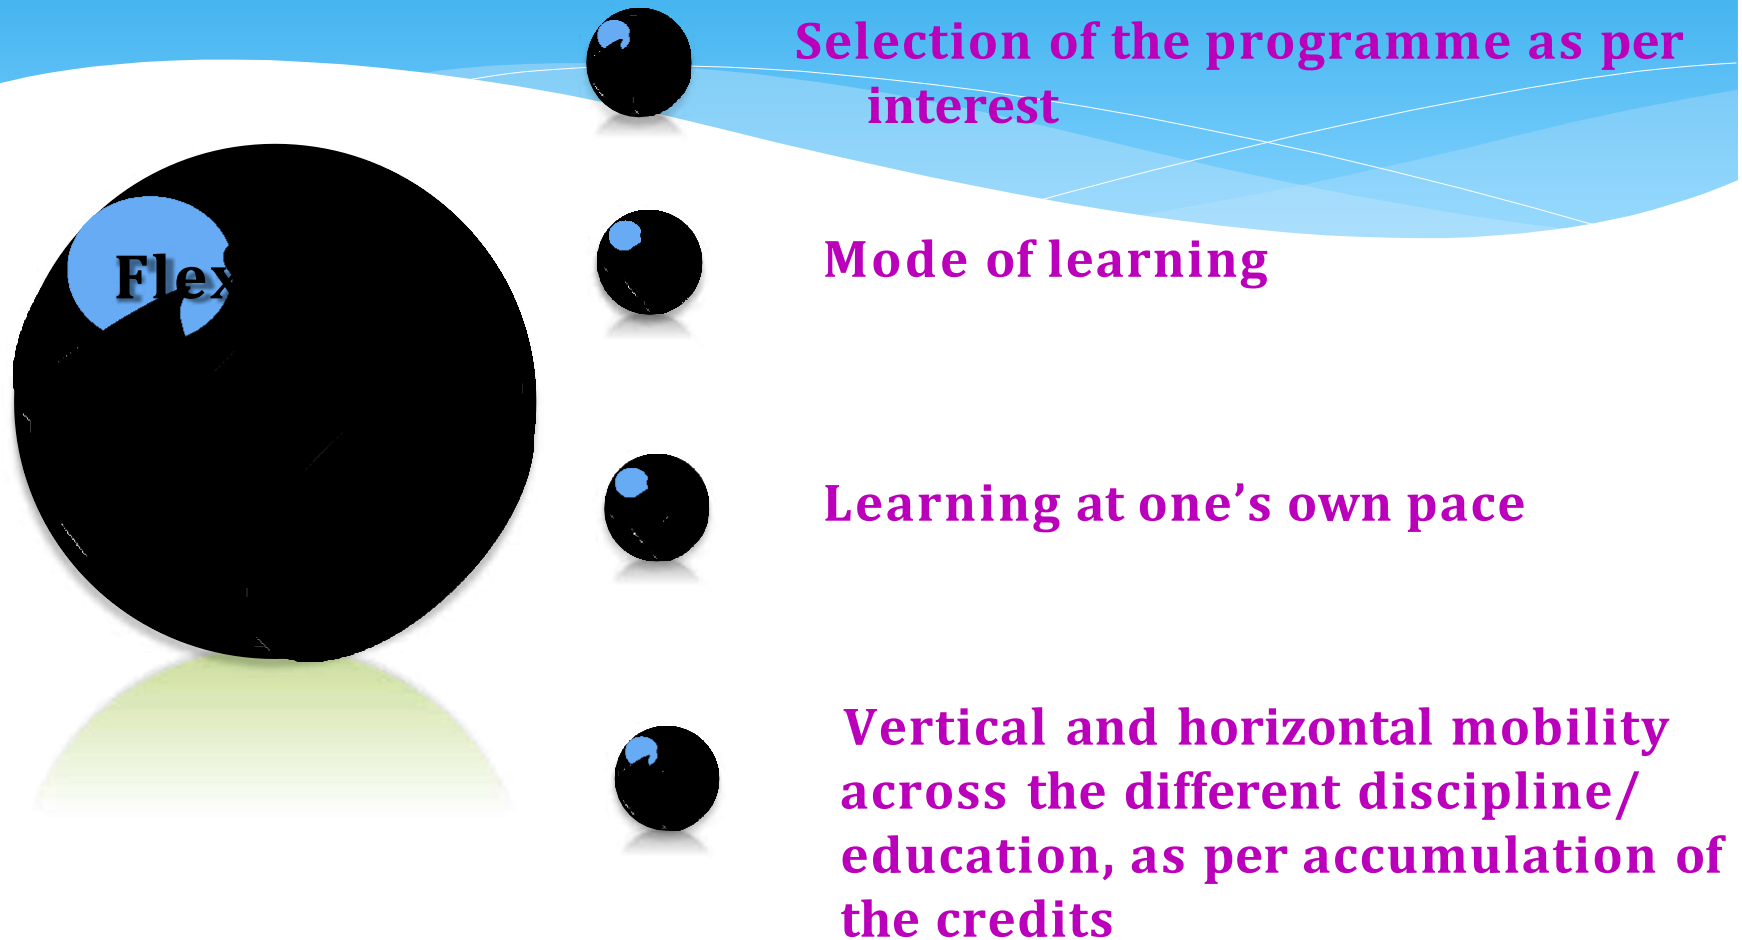 Selection of the programme as per
interest
Flex
Mode of learning
Learning at one’s own pace
Vertical and horizontal mobility
across the different discipline/
education, as per accumulation of
the credits